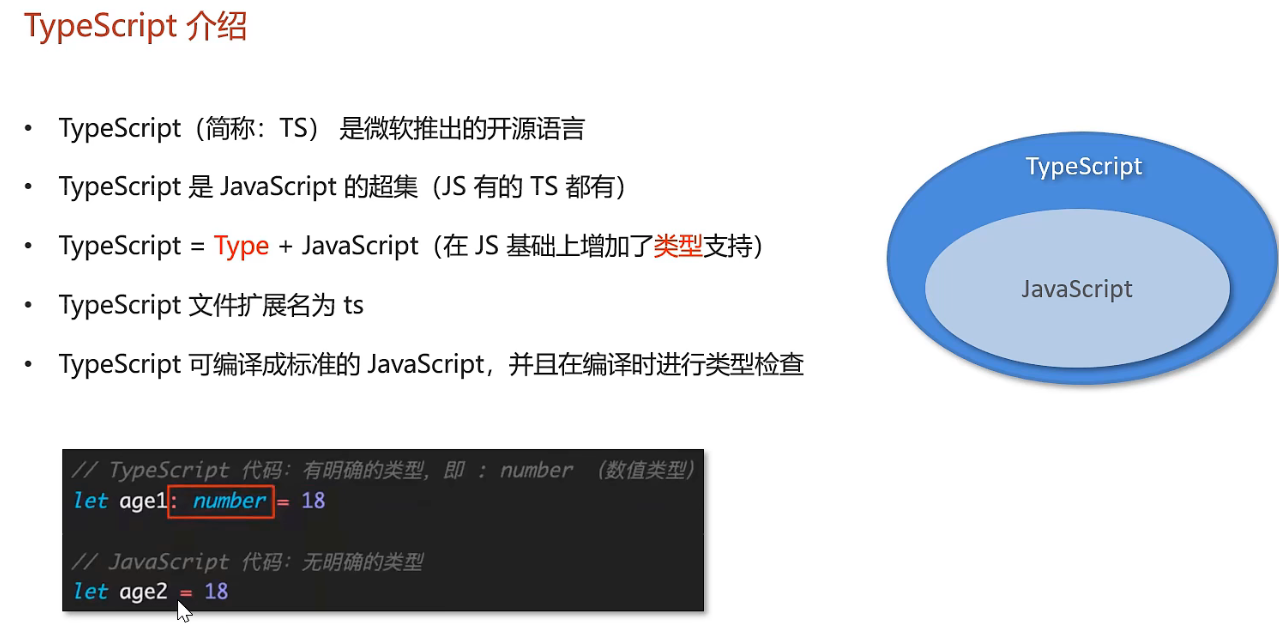 TypeScript 介绍
• TypeScript（简称：TS） 是微软推出的开源语言
• TypeScript 是 JavaScript 的超集（JS 有的 TS 都有）
• TypeScript = Type + JavaScript（在 JS 基础上增加了类型支持）
• TypeScript 文件扩展名为 ts
• TypeScript 可编译成标准的 JavaScript，并且在编译时进行类型检查
TypeScript
JavaScript
// TypeScript 代码：有明确的类型，即 : number （数值类型）
let age1: number = 18
// JavaScript 代码：无明确的类型
let age2 = 18